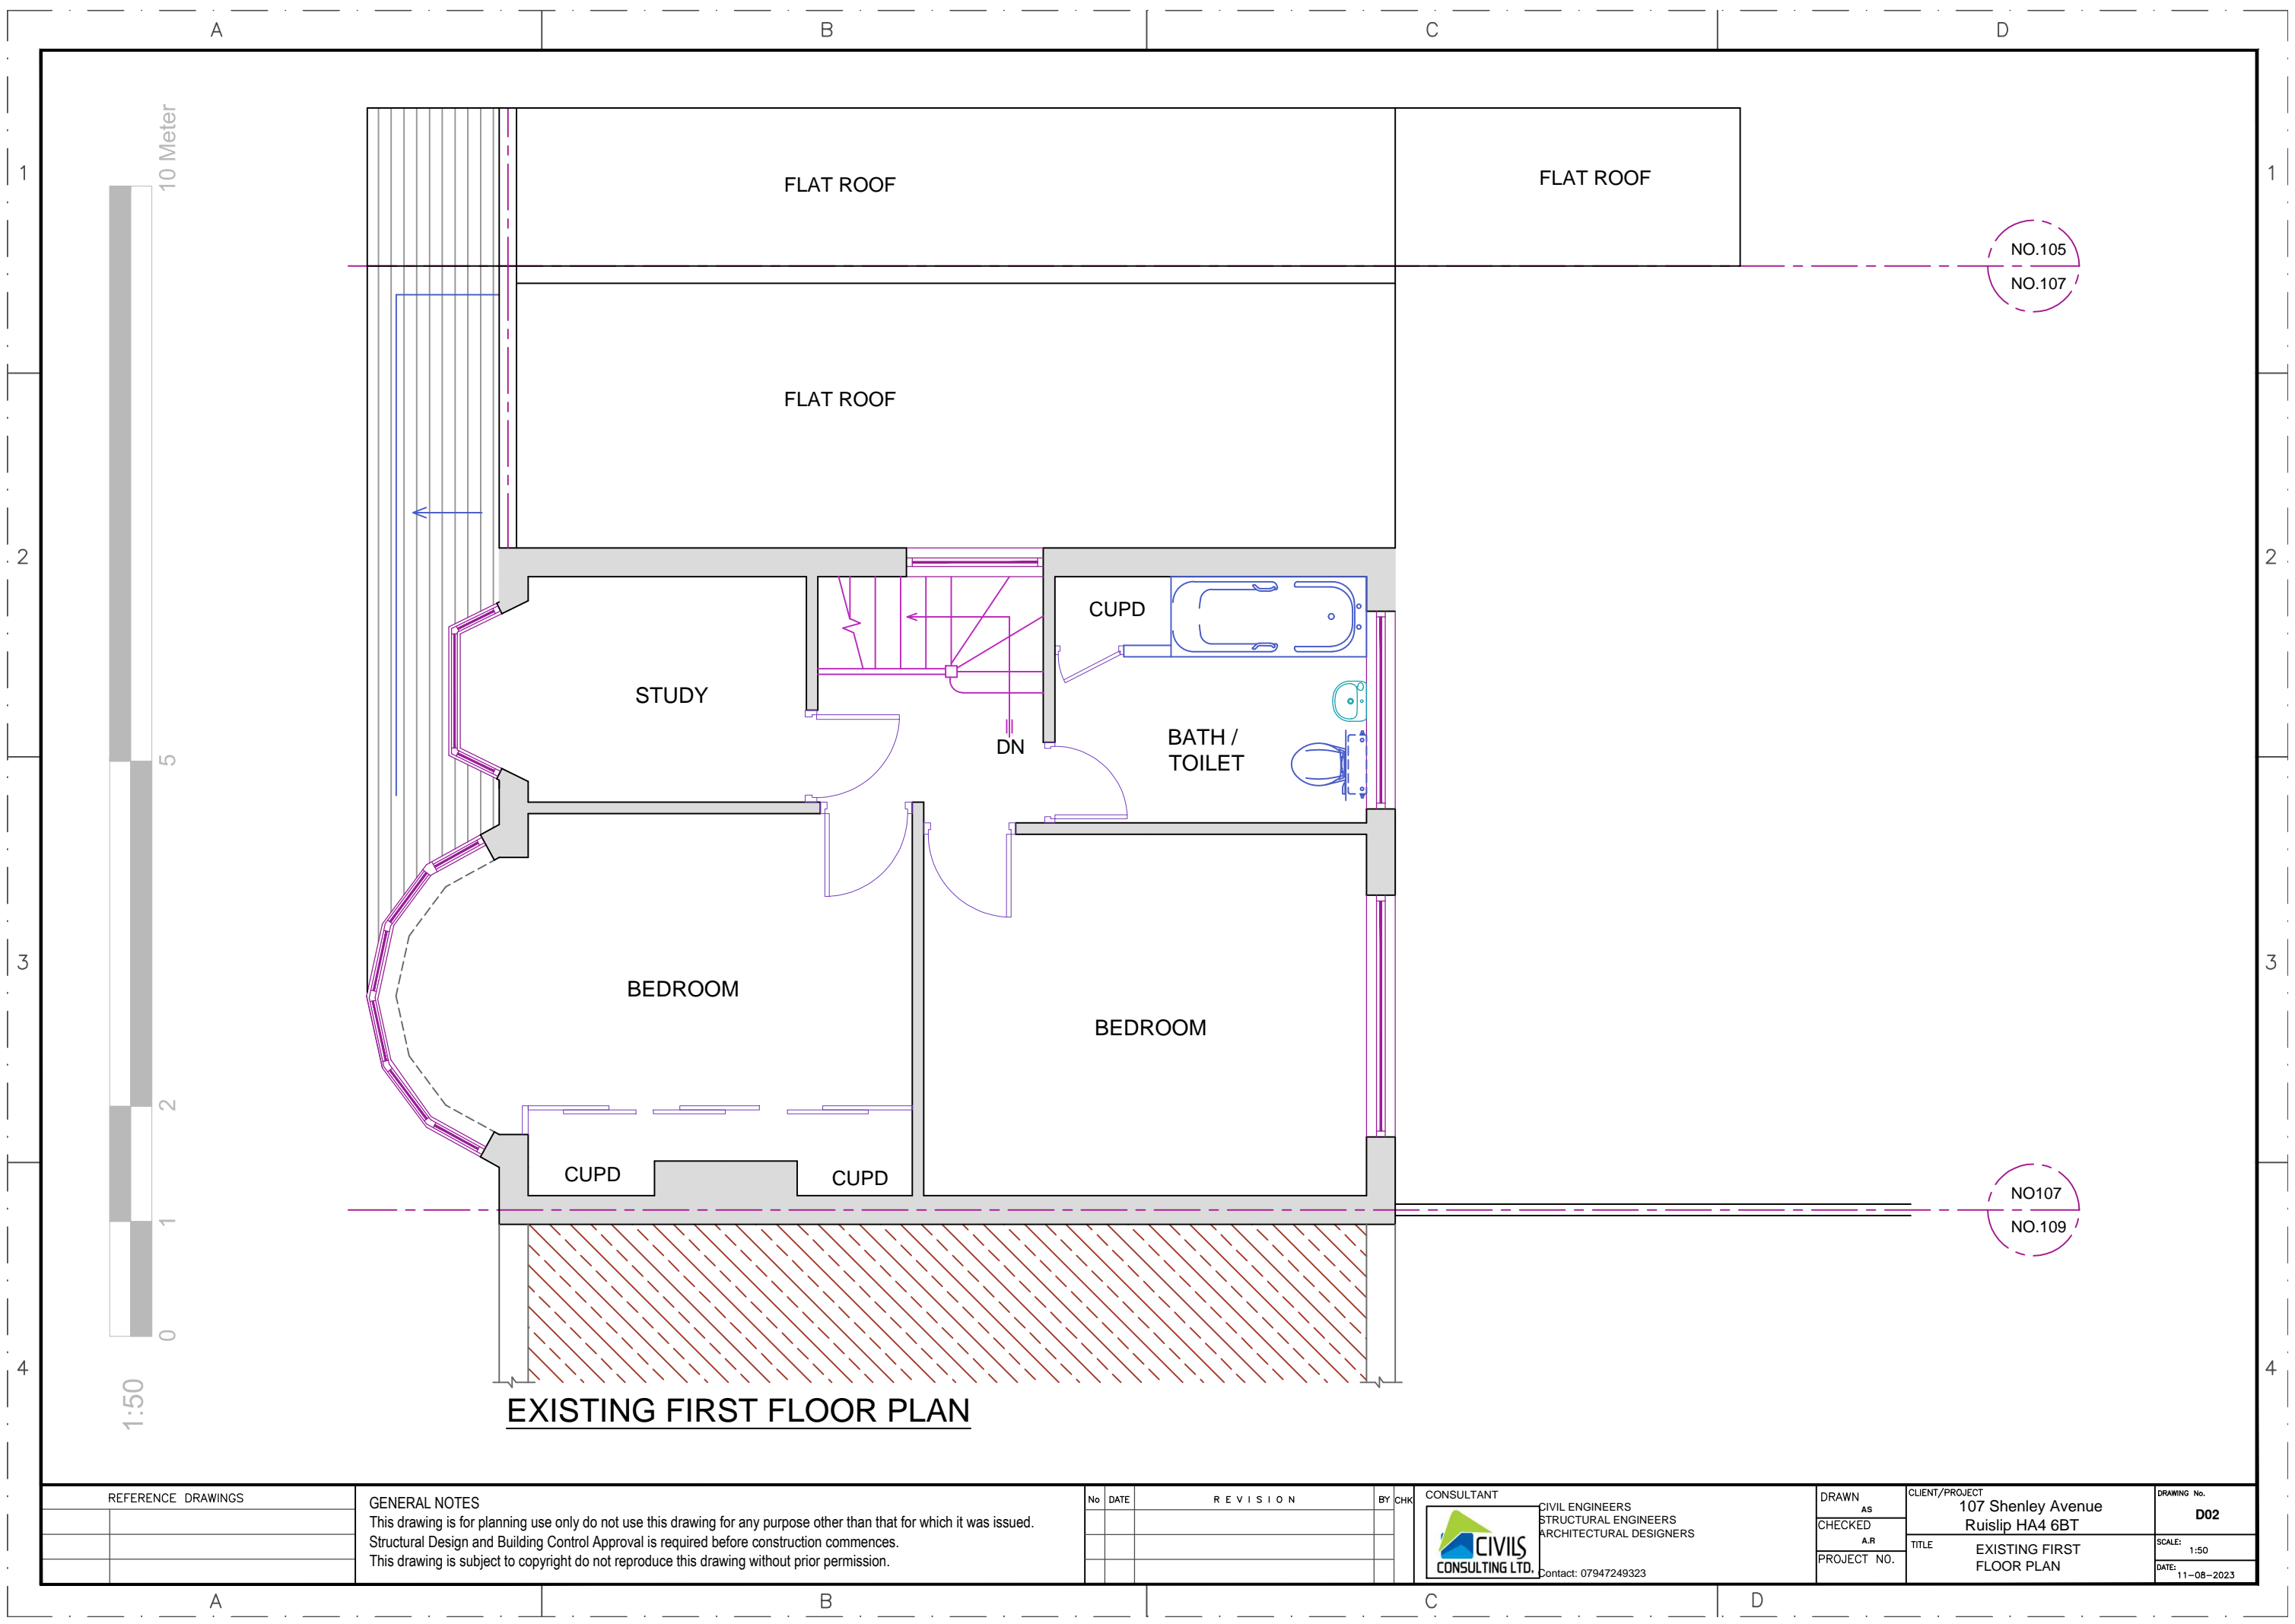 A
B
C
D
1
1
10 Meter
FLAT ROOF
FLAT ROOF
NO.105
NO.107
FLAT ROOF
2
2
CUPD
STUDY
DN
BATH /
TOILET
5
3
3
BEDROOM
BEDROOM
2
CUPD
CUPD
NO107
NO.109
1
0
4
4
1:50
EXISTING FIRST FLOOR PLAN
REFERENCE DRAWINGS
GENERAL NOTES
This drawing is for planning use only do not use this drawing for any purpose other than that for which it was issued.
Structural Design and Building Control Approval is required before construction commences.
This drawing is subject to copyright do not reproduce this drawing without prior permission.
No DATE REVISION BY CHK
CONSULTANT
CIVILS
CONSULTING LTD.
CIVIL ENGINEERS
STRUCTURAL ENGINEERS
ARCHITECTURAL DESIGNERS
Contact: 07947249323
DRAWN
AS
CHECKED
A.R
PROJECT NO.
CLIENT/PROJECT
107 Shenley Avenue
Ruislip HA4 6BT
TITLE
EXISTING FIRST
FLOOR PLAN
DRAWING No.
D02
SCALE:
1:50
DATE:
11-08-2023
A
B
C
D